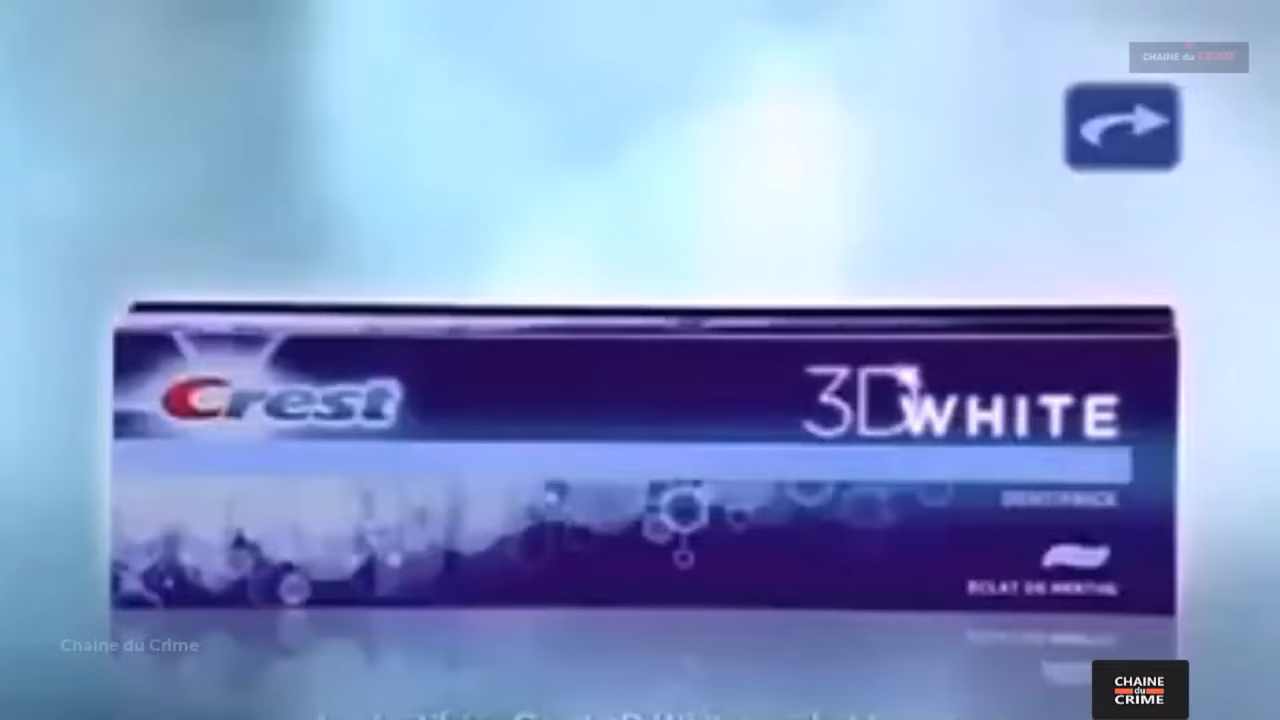 CHAINE du CRIME
Crest
3D WHITE
DENTIFRICE
ÉCLAT DE MENTHE
Chaine du Crime
CHAINE
du
CRIME